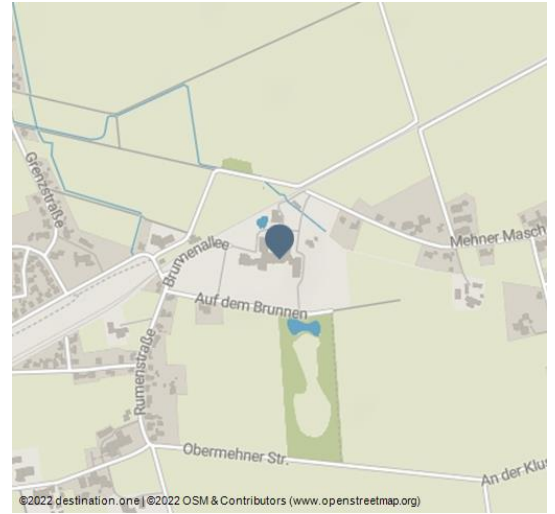 Grenzstraße
Brunnenallee
Mehner Masch
Auf dem Brunnen
Rumenstraße
Obermehner Str.
An der Klus
©2022 destination.one | ©2022 OSM & Contributors (www.openstreetmap.org)